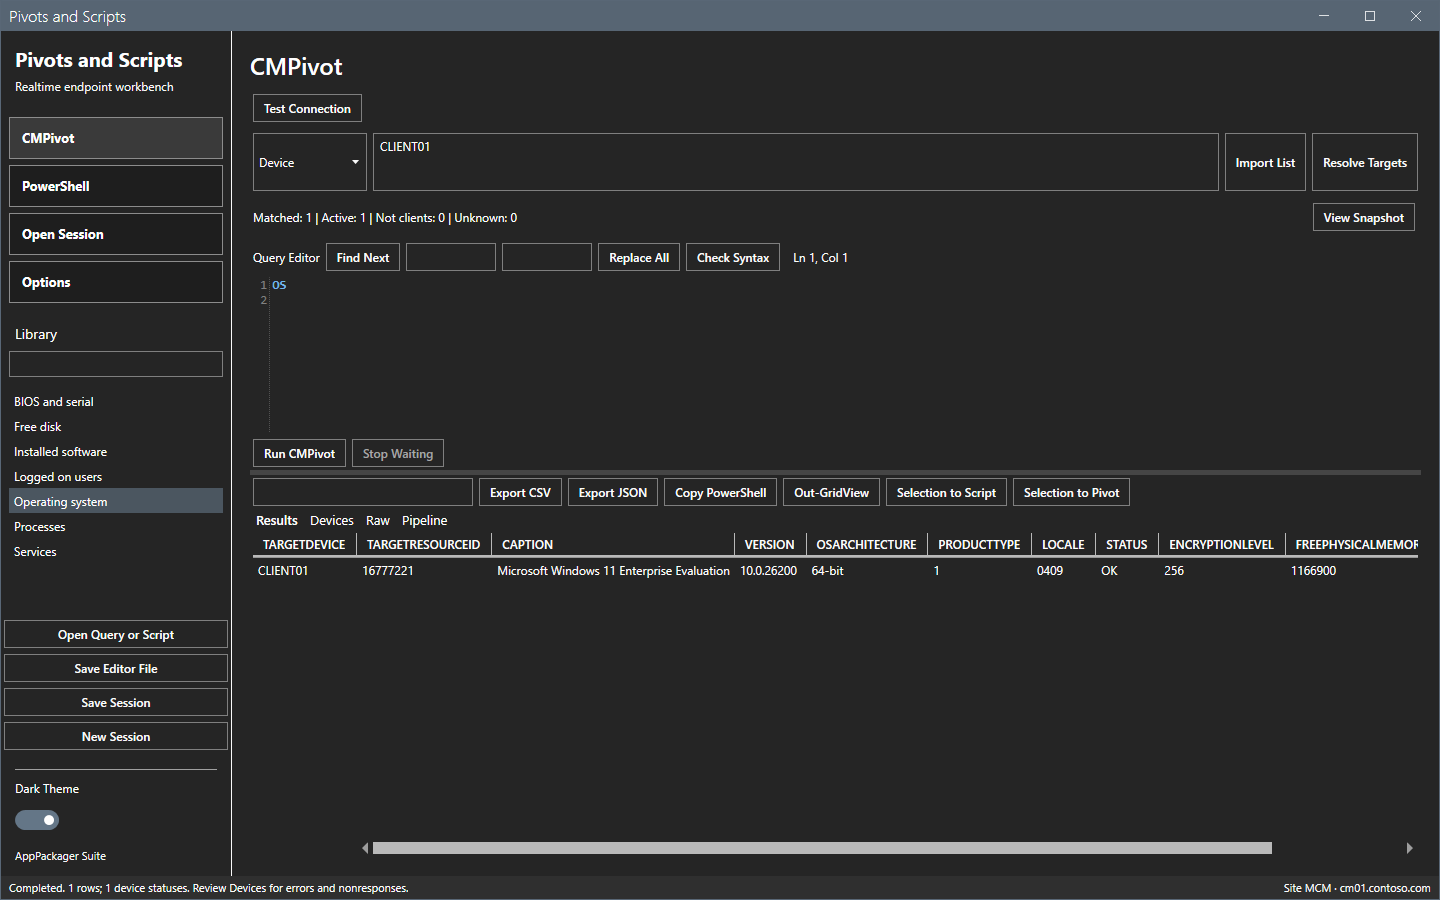 Pivots and Scripts
Pivots and Scripts
Realtime endpoint workbench
CMPivot
PowerShell
Open Session
Options
Library
BIOS and serial
Free disk
Installed software
Logged on users
Operating system
Processes
Services
Open Query or Script
Save Editor File
Save Session
New Session
Dark Theme
AppPackager Suite
CMPivot
Test Connection
Device
CLIENT01
Import List
Resolve Targets
Matched: 1 | Active: 1 | Not clients: 0 | Unknown: 0
View Snapshot
Query Editor
Find Next
Replace All
Check Syntax
Ln 1, Col 1
1 OS
2
Run CMPivot
Stop Waiting
Export CSV
Export JSON
Copy PowerShell
Out-GridView
Selection to Script
Selection to Pivot
Results Devices Raw Pipeline
TARGETDEVICE TARGETRESOURCEID CAPTION VERSION OSARCHITECTURE PRODUCTTYPE LOCALE STATUS ENCRYPTIONLEVEL FREEPHYSICALMEMOR
CLIENT01 16777221 Microsoft Windows 11 Enterprise Evaluation 10.0.26200 64-bit 1 0409 OK 256 1166900
Completed. 1 rows; 1 device statuses. Review Devices for errors and nonresponses.
Site MCM · cm01.contoso.com